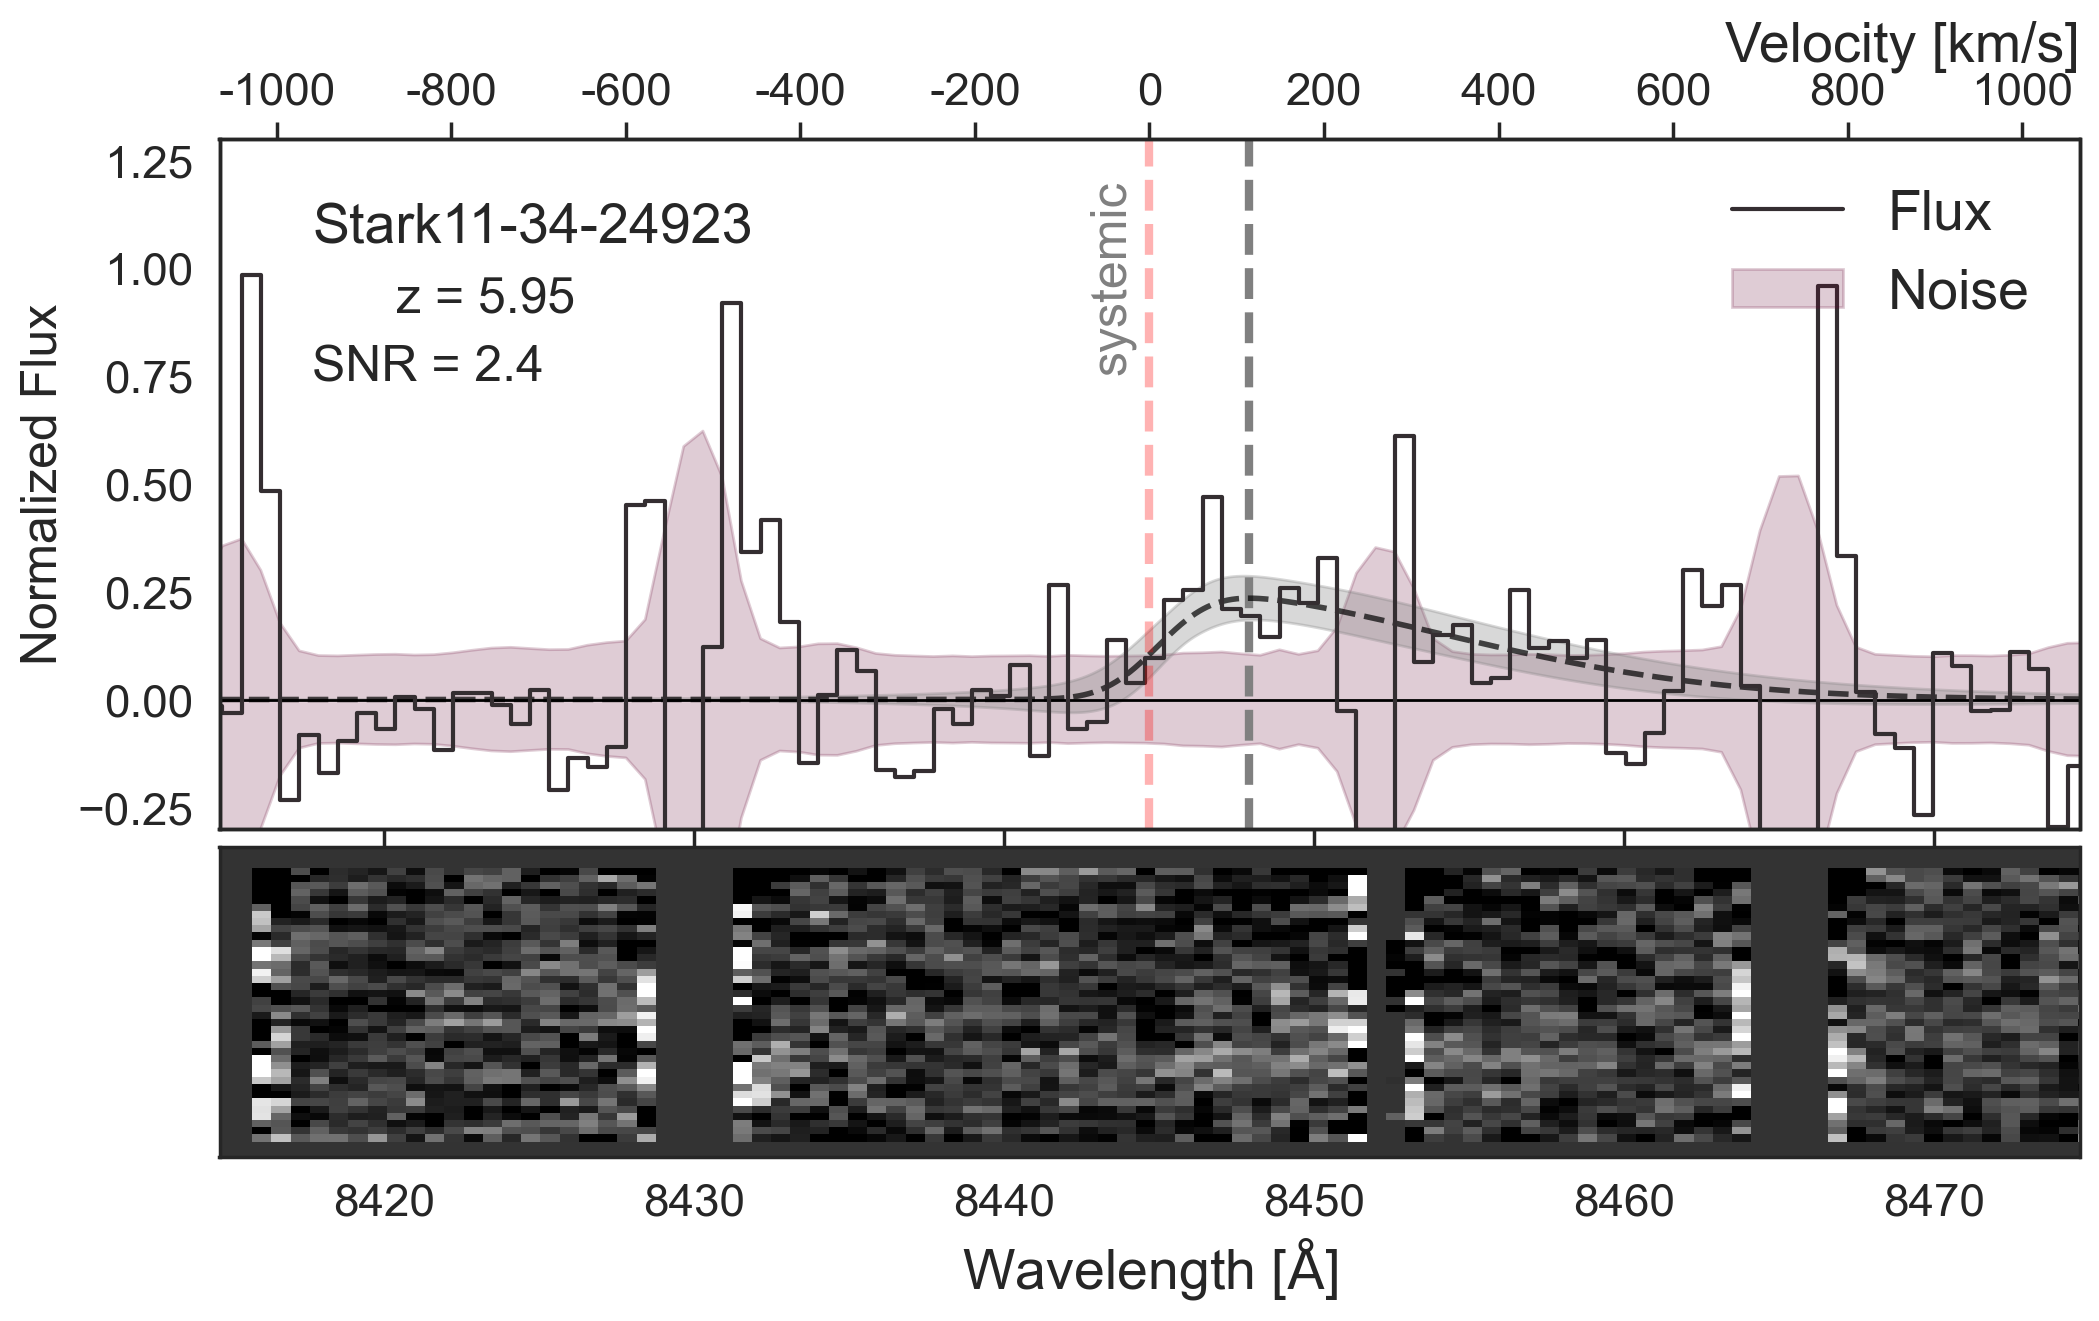 Velocity [km/s]
-1000 -800 -600 -400 -200 0 200 400 600 800 1000
1.25
1.00
0.75
0.50
0.25
0.00
−0.25
Normalized Flux
Stark11-34-24923
z = 5.95
SNR = 2.4
systemic
Flux
Noise
8420 8430 8440 8450 8460 8470
Wavelength [Å]